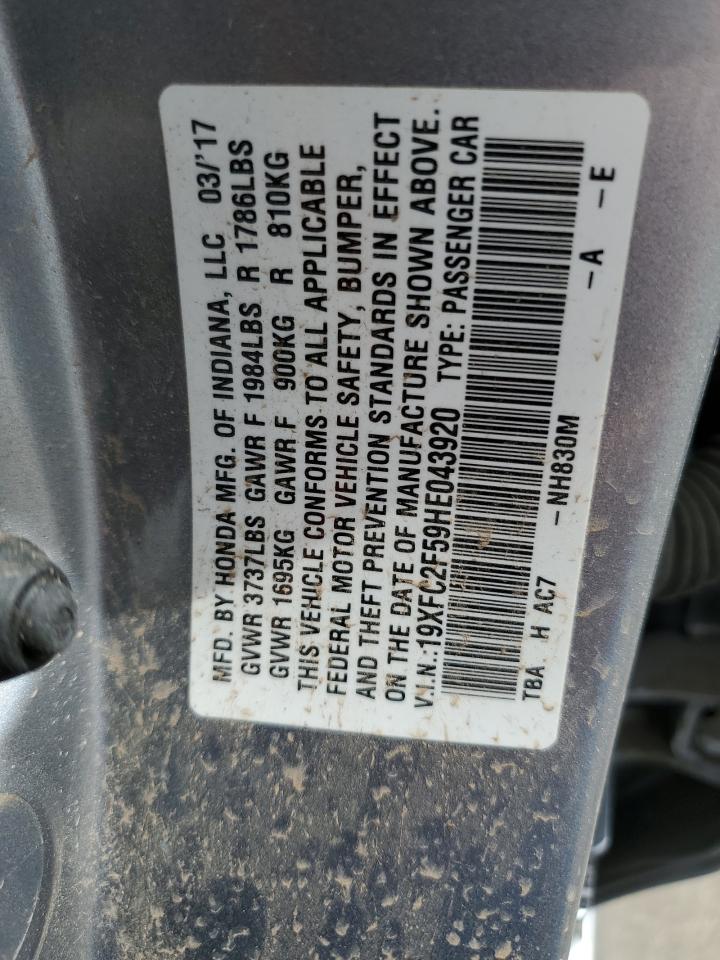 MFD. BY HONDA MFG. OF INDIANA, LLC 03/'17
GVWR 3737LBS GAWR F 1984LBS R 1786LBS
GVWR 1695KG GAWR F 900KG R 810KG
THIS VEHICLE CONFORMS TO ALL APPLICABLE
FEDERAL MOTOR VEHICLE SAFETY, BUMPER,
AND THEFT PREVENTION STANDARDS IN EFFECT
ON THE DATE OF MANUFACTURE SHOWN ABOVE.
V.I.N.:19XFC2F59HE043920 TYPE: PASSENGER CAR
TBA H AC7 -NH830M -A -E